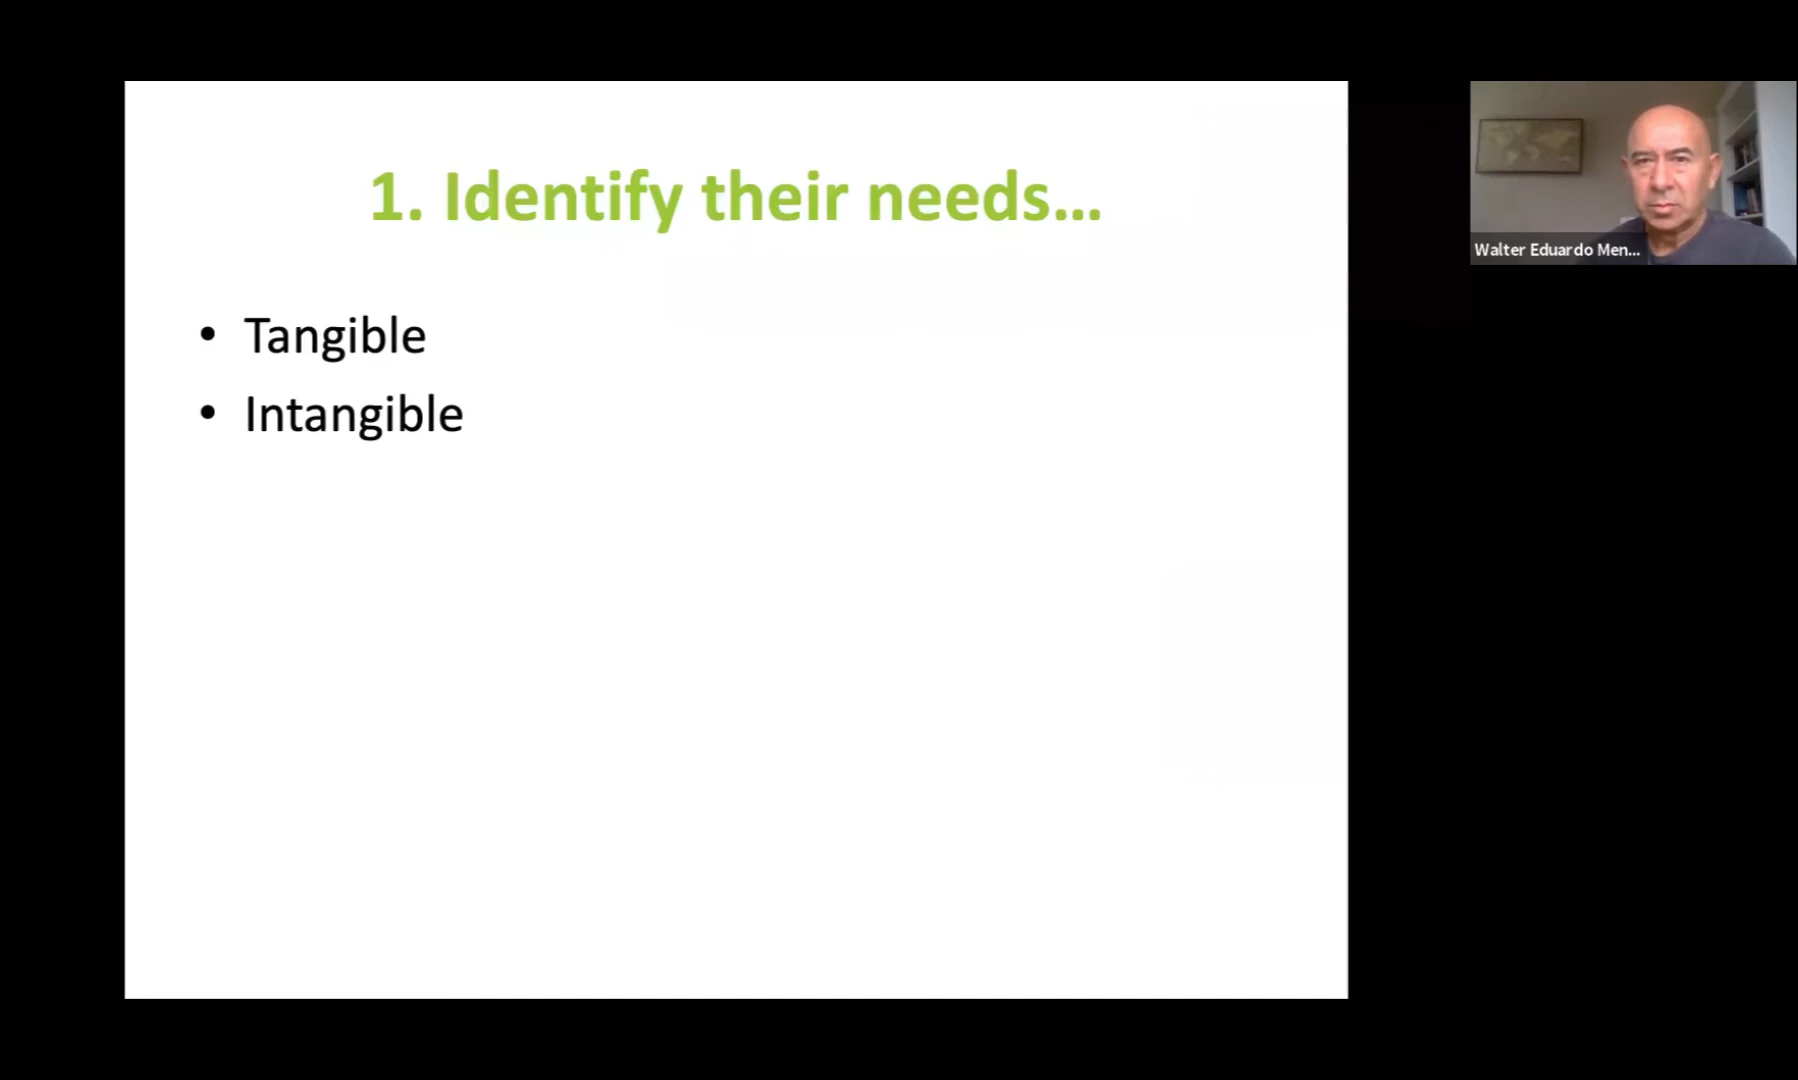 1. Identify their needs...
• Tangible
• Intangible
Walter Eduardo Men...